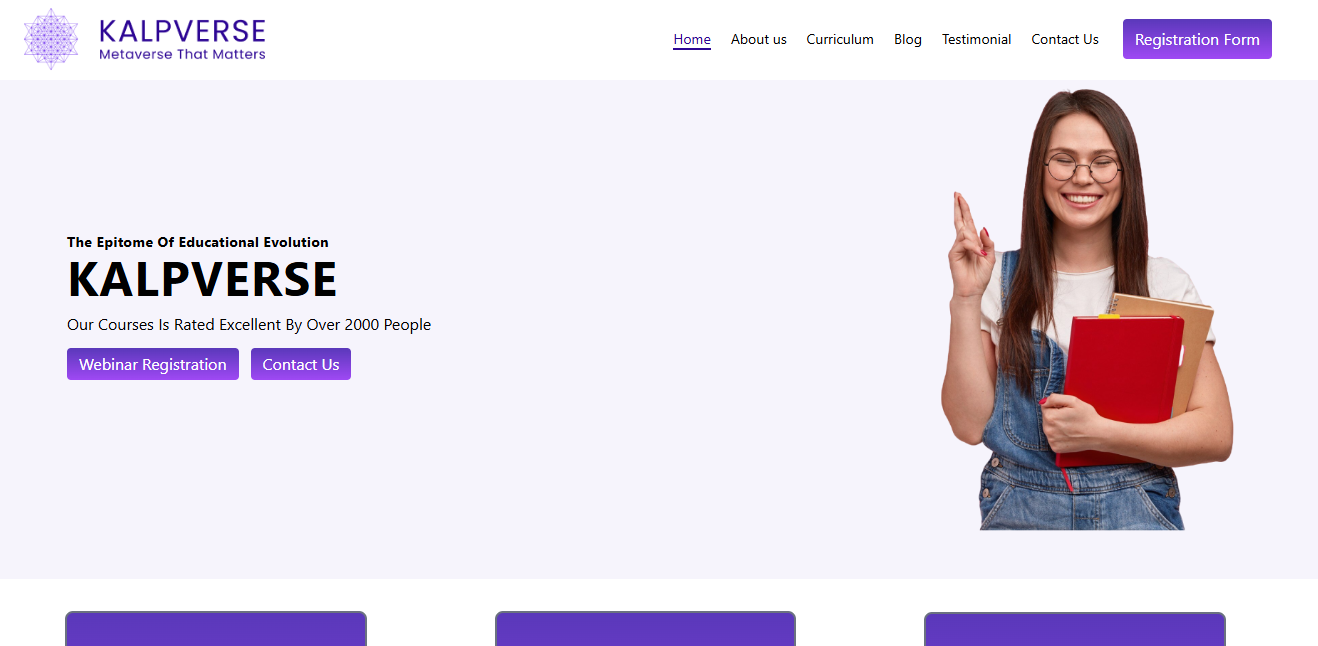 KALPVERSE
Metaverse That Matters
Home About us Curriculum Blog Testimonial Contact Us Registration Form
The Epitome Of Educational Evolution
KALPVERSE
Our Courses Is Rated Excellent By Over 2000 People
Webinar Registration Contact Us